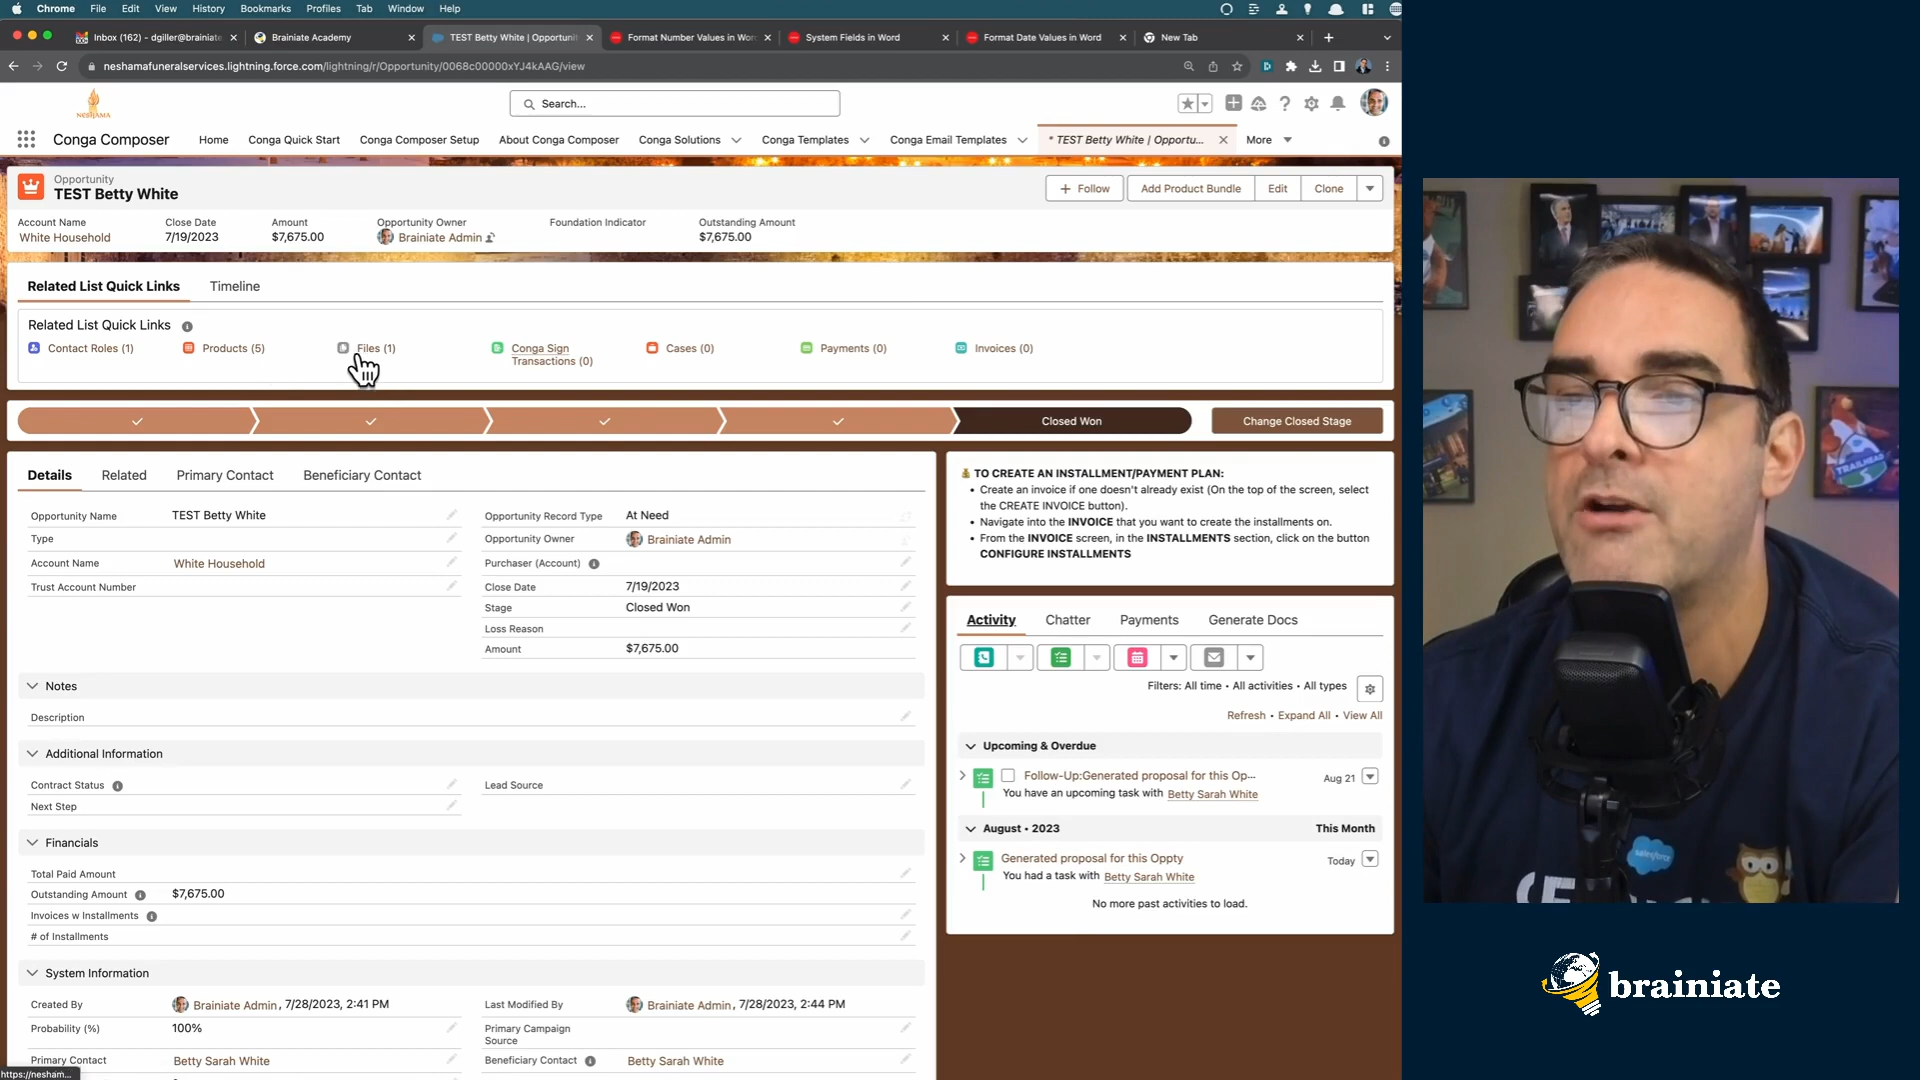 Chrome File Edit View History Bookmarks Profiles Tab Window Help
Inbox (162) - dgiller@brainiate
Brainiate Academy
TEST Betty White | Opportuni
Format Number Values in Wor
System Fields in Word
Format Date Values in Word
New Tab
neshamafuneralservices.lightning.force.com/lightning/r/Opportunity/0068c00000xYJ4kAAG/view
NESHAMA
Search...
Conga Composer
Home Conga Quick Start Conga Composer Setup About Conga Composer Conga Solutions Conga Templates Conga Email Templates * TEST Betty White | Opportu... More
Opportunity
TEST Betty White
+ Follow Add Product Bundle Edit Clone
Account Name Close Date Amount Opportunity Owner Foundation Indicator Outstanding Amount
White Household 7/19/2023 $7,675.00 Brainiate Admin $7,675.00
Related List Quick Links Timeline
Related List Quick Links
Contact Roles (1) Products (5) Files (1) Conga Sign Transactions (0) Cases (0) Payments (0) Invoices (0)
Closed Won Change Closed Stage
Details Related Primary Contact Beneficiary Contact
Opportunity Name TEST Betty White
Type
Account Name White Household
Trust Account Number
Opportunity Record Type At Need
Opportunity Owner Brainiate Admin
Purchaser (Account)
Close Date 7/19/2023
Stage Closed Won
Loss Reason
Amount $7,675.00
Notes
Description
Additional Information
Contract Status Lead Source
Next Step
Financials
Total Paid Amount
Outstanding Amount $7,675.00
Invoices w Installments
# of Installments
System Information
Created By Brainiate Admin, 7/28/2023, 2:41 PM
Last Modified By Brainiate Admin, 7/28/2023, 2:44 PM
Probability (%) 100%
Primary Campaign
Source
Primary Contact Betty Sarah White
Beneficiary Contact Betty Sarah White
https://nesham...
TO CREATE AN INSTALLMENT/PAYMENT PLAN:
• Create an invoice if one doesn't already exist (On the top of the screen, select
the CREATE INVOICE button).
• Navigate into the INVOICE that you want to create the installments on.
• From the INVOICE screen, in the INSTALLMENTS section, click on the button
CONFIGURE INSTALLMENTS
Activity Chatter Payments Generate Docs
Filters: All time • All activities • All types
Refresh • Expand All • View All
Upcoming & Overdue
Follow-Up:Generated proposal for this Op... Aug 21
You have an upcoming task with Betty Sarah White
August • 2023 This Month
Generated proposal for this Oppty Today
You had a task with Betty Sarah White
No more past activities to load.
TRAILHEAD
salesforce
brainiate